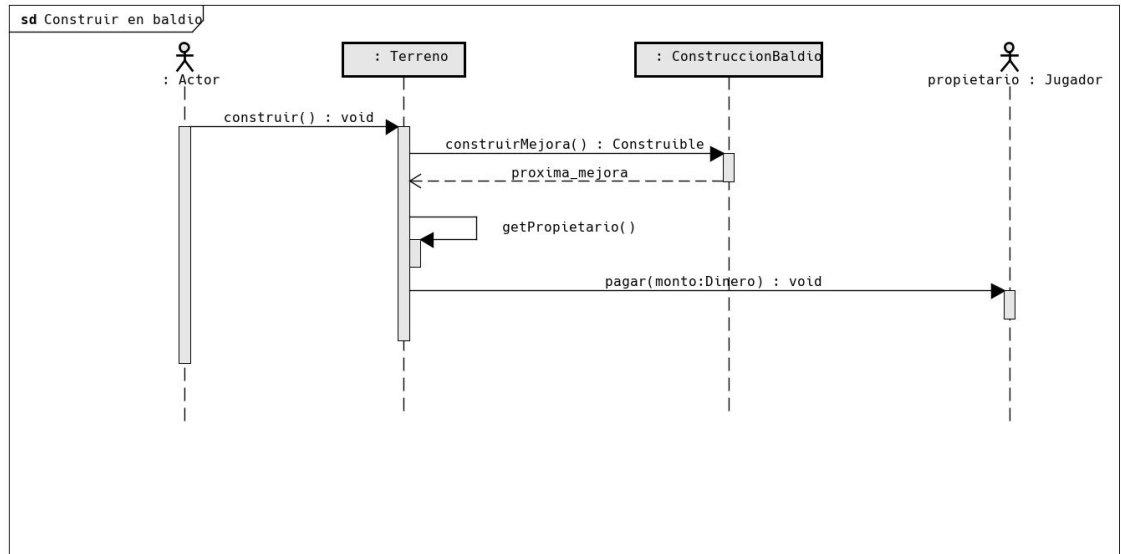 sd Construir en baldio
: Actor
: Terreno
: ConstruccionBaldio
propietario : Jugador
construir() : void
construirMejora() : Construible
proxima_mejora
getPropietario()
pagar(monto:Dinero) : void